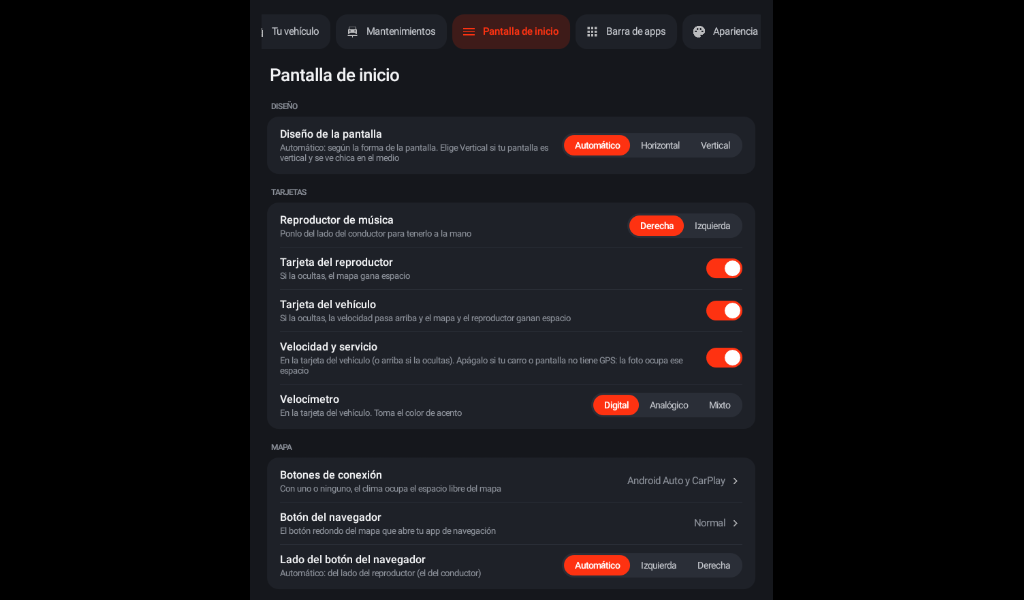 Tu vehículo
Mantenimientos
Pantalla de inicio
Barra de apps
Apariencia
Pantalla de inicio
DISEÑO
Diseño de la pantalla
Automático: según la forma de la pantalla. Elige Vertical si tu pantalla es
vertical y se ve chica en el medio
Automático
Horizontal
Vertical
TARJETAS
Reproductor de música
Ponlo del lado del conductor para tenerlo a la mano
Derecha
Izquierda
Tarjeta del reproductor
Si la ocultas, el mapa gana espacio
Tarjeta del vehículo
Si la ocultas, la velocidad pasa arriba y el mapa y el reproductor ganan espacio
Velocidad y servicio
En la tarjeta del vehículo (o arriba si la ocultas). Apágalo si tu carro o pantalla no tiene GPS: la foto ocupa ese
espacio
Velocímetro
En la tarjeta del vehículo. Toma el color de acento
Digital
Analógico
Mixto
MAPA
Botones de conexión
Con uno o ninguno, el clima ocupa el espacio libre del mapa
Android Auto y CarPlay
Botón del navegador
El botón redondo del mapa que abre tu app de navegación
Normal
Lado del botón del navegador
Automático: del lado del reproductor (el del conductor)
Automático
Izquierda
Derecha